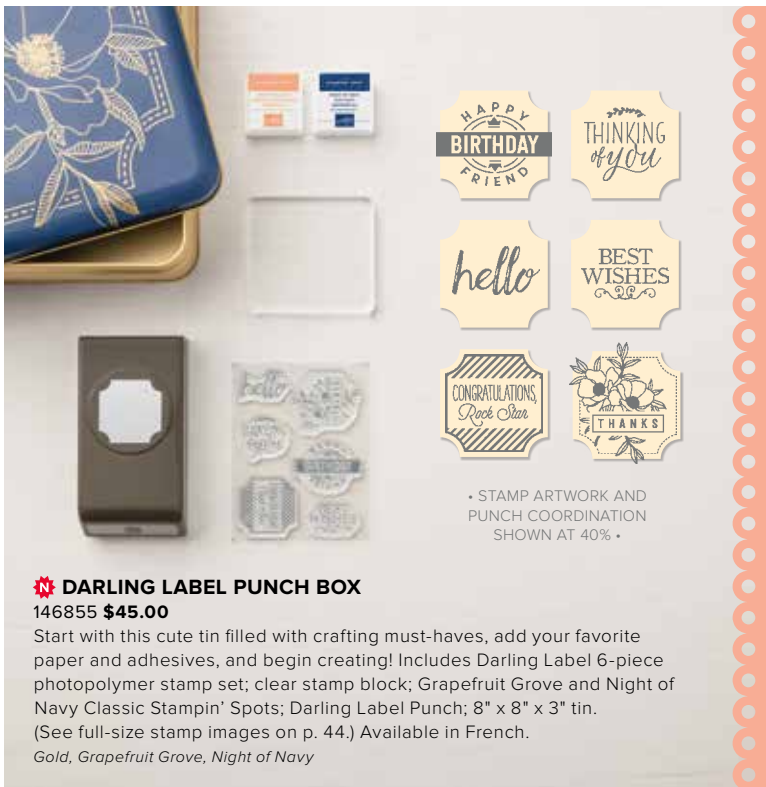 HAPPY
BIRTHDAY
FRIEND
THINKING
of you
hello
BEST
WISHES
CONGRATULATIONS,
Rock Star
THANKS
• STAMP ARTWORK AND
PUNCH COORDINATION
SHOWN AT 40% •
N DARLING LABEL PUNCH BOX
146855 $45.00
Start with this cute tin filled with crafting must-haves, add your favorite
paper and adhesives, and begin creating! Includes Darling Label 6-piece
photopolymer stamp set; clear stamp block; Grapefruit Grove and Night of
Navy Classic Stampin’ Spots; Darling Label Punch; 8" x 8" x 3" tin.
(See full-size stamp images on p. 44.) Available in French.
Gold, Grapefruit Grove, Night of Navy